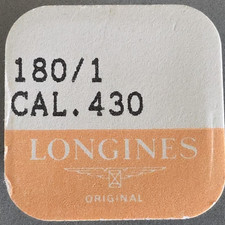 180/1
CAL. 430
LONGINES
ORIGINAL